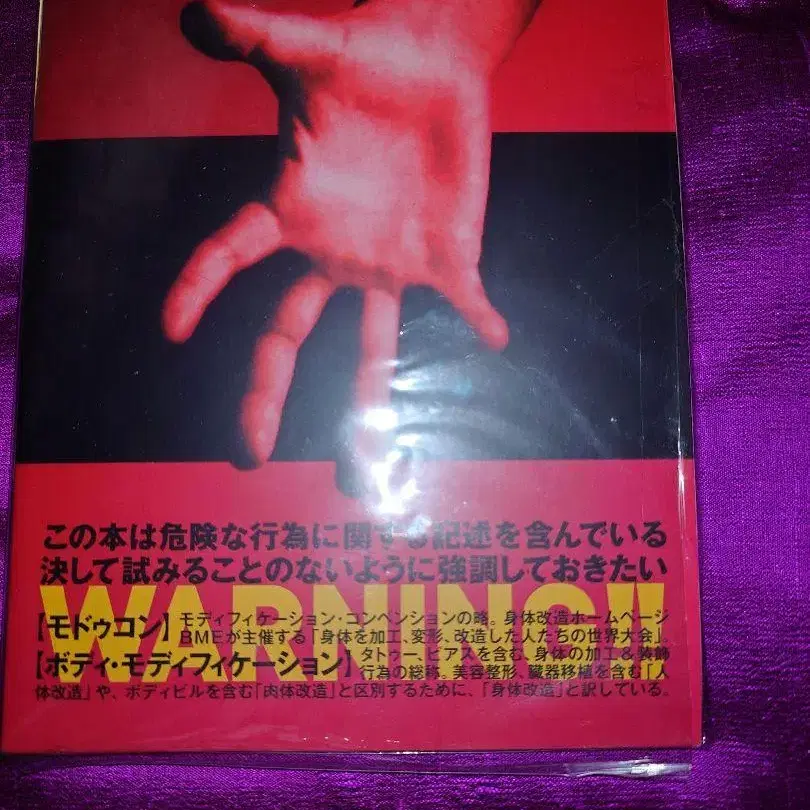 この本は危険な行為に関する記述を含んでいる
決して試みることのないように強調しておきたい
WARNING!!
【モドゥコン】モディフィケーション・コンベンションの略。身体改造ホームページ
BMEが主催する「身体を加工、変形、改造した人たちの世界大会」。
【ボディ・モディフィケーション】タトゥー、ピアスを含む、身体の加工&装飾
行為の総称。美容整形、臓器移植を含む「人
体改造」や、ボディビルを含む「肉体改造」と区別するために、「身体改造」と訳している。